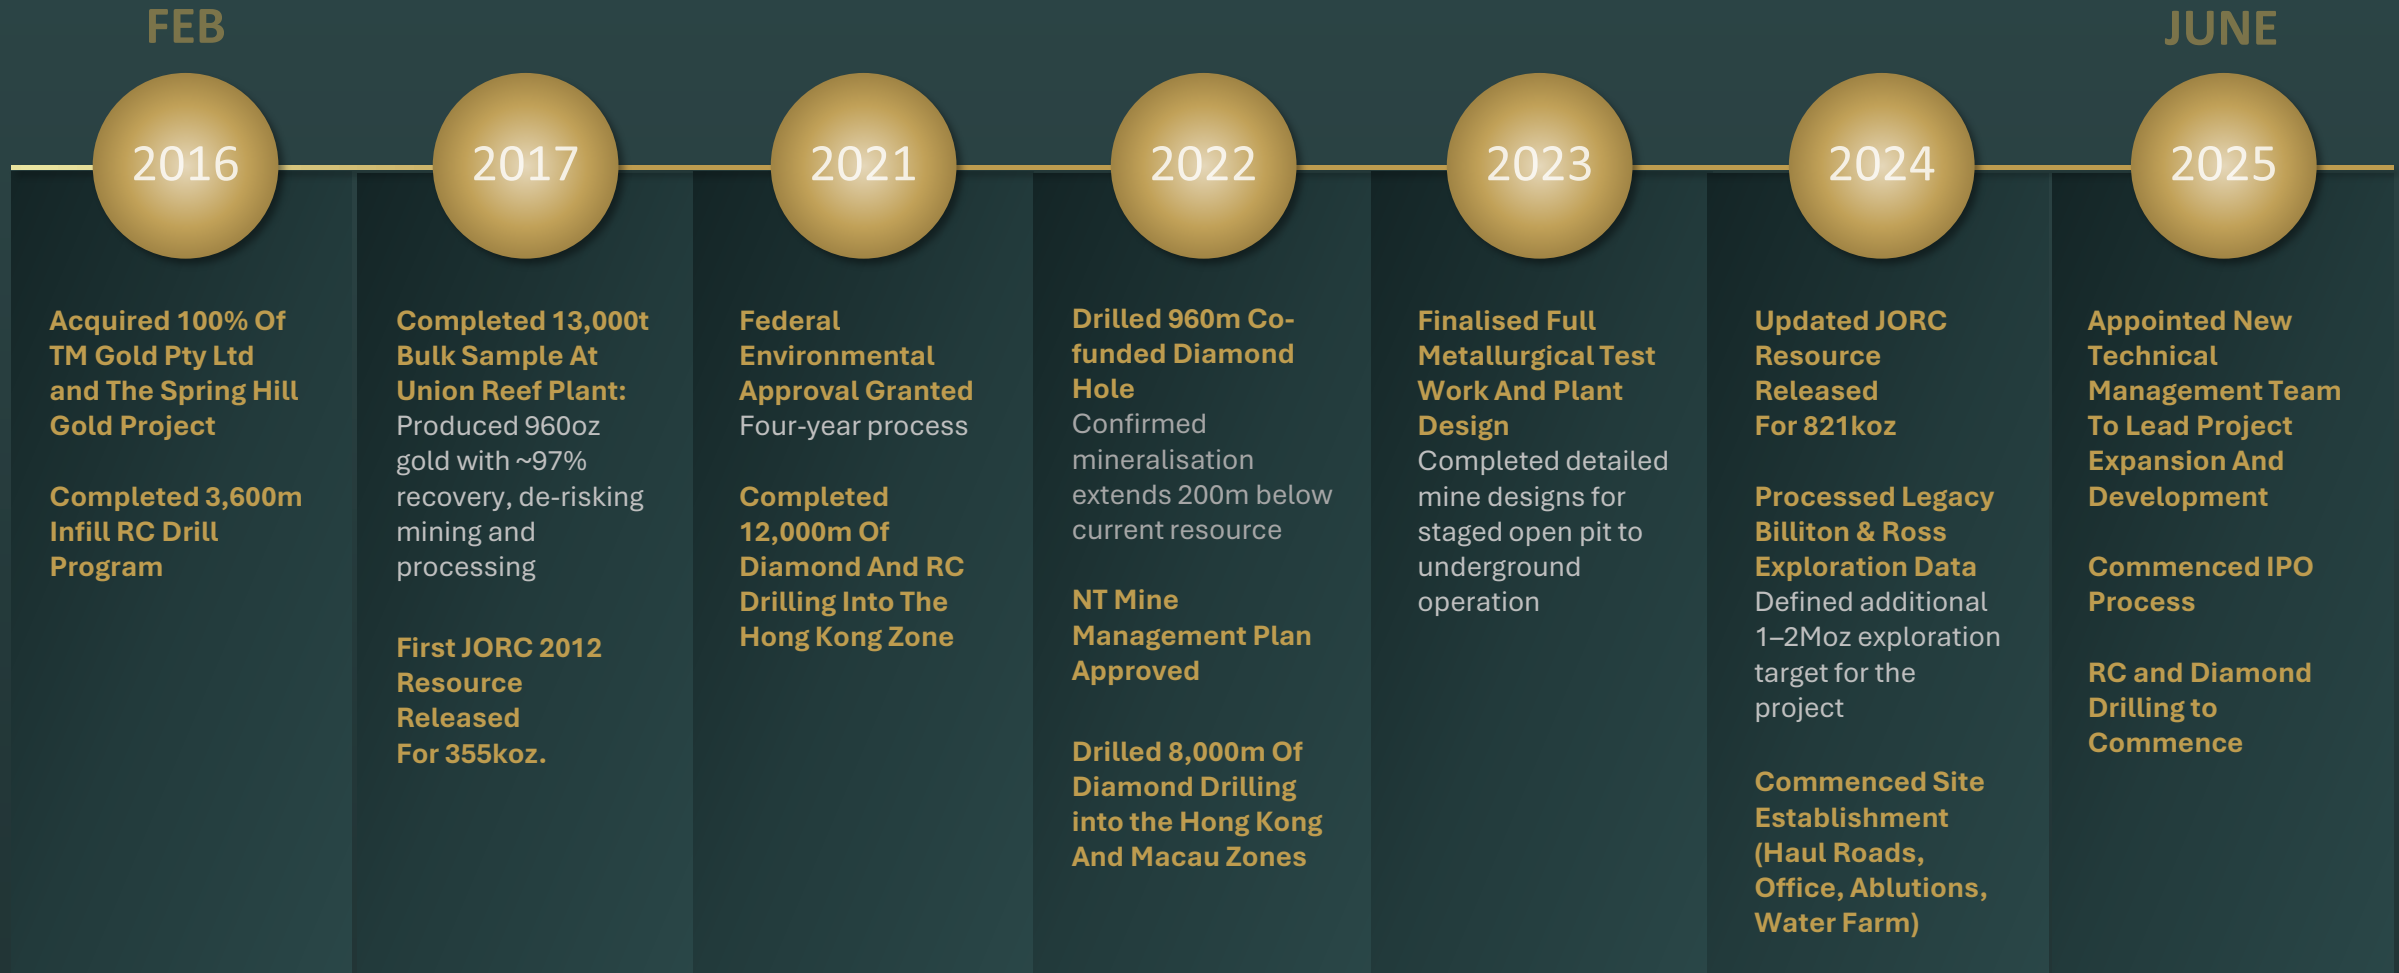 FEB
JUNE
2016
2017
2021
2022
2023
2024
2025
Acquired 100% Of
TM Gold Pty Ltd
and The Spring Hill
Gold Project
Completed 3,600m
Infill RC Drill
Program
Completed 13,000t
Bulk Sample At
Union Reef Plant:
Produced 960oz
gold with ~97%
recovery, de-risking
mining and
processing
First JORC 2012
Resource
Released
For 355koz.
Federal
Environmental
Approval Granted
Four-year process
Completed
12,000m Of
Diamond And RC
Drilling Into The
Hong Kong Zone
Drilled 960m Co-
funded Diamond
Hole
Confirmed
mineralisation
extends 200m below
current resource
NT Mine
Management Plan
Approved
Drilled 8,000m Of
Diamond Drilling
into the Hong Kong
And Macau Zones
Finalised Full
Metallurgical Test
Work And Plant
Design
Completed detailed
mine designs for
staged open pit to
underground
operation
Updated JORC
Resource
Released
For 821koz
Processed Legacy
Billiton & Ross
Exploration Data
Defined additional
1–2Moz exploration
target for the
project
Commenced Site
Establishment
(Haul Roads,
Office, Ablutions,
Water Farm)
Appointed New
Technical
Management Team
To Lead Project
Expansion And
Development
Commenced IPO
Process
RC and Diamond
Drilling to
Commence